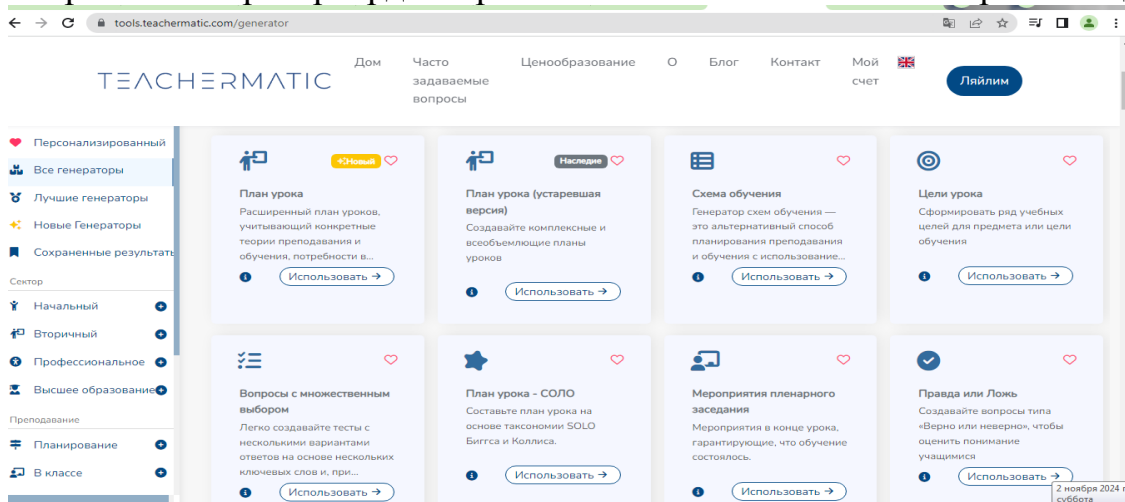 tools.teachermatic.com/generator
TEACHERMATIC
Дом
Часто
задаваемые
вопросы
Ценообразование
О
Блог
Контакт
Мой
счет
Ляйлим
Персонализированный
Все генераторы
Лучшие генераторы
Новые Генераторы
Сохраненные результать
Сектор
Начальный
Вторичный
Профессиональное
Высшее образование
Преподавание
Планирование
В классе
Новый
План урока
Расширенный план уроков,
учитывающий конкретные
теории преподавания и
обучения, потребности в...
Использовать →
Наследие
План урока (устаревшая
версия)
Создавайте комплексные и
всеобъемлющие планы
уроков
Использовать →
Схема обучения
Генератор схем обучения —
это альтернативный способ
планирования преподавания
и обучения с использование...
Использовать →
Цели урока
Сформировать ряд учебных
целей для предмета или цели
обучения
Использовать →
Вопросы с множественным
выбором
Легко создавайте тесты с
несколькими вариантами
ответов на основе нескольких
ключевых слов и, при...
Использовать →
План урока - СОЛО
Составьте план урока на
основе таксономии SOLO
Биггса и Коллиса.
Использовать →
Мероприятия пленарного
заседания
Мероприятия в конце урока,
гарантирующие, что обучение
состоялось.
Использовать →
Правда или Ложь
Создавайте вопросы типа
«Верно или неверно», чтобы
оценить понимание
учащимися
Использовать →
2 ноября 2024 г
суббота